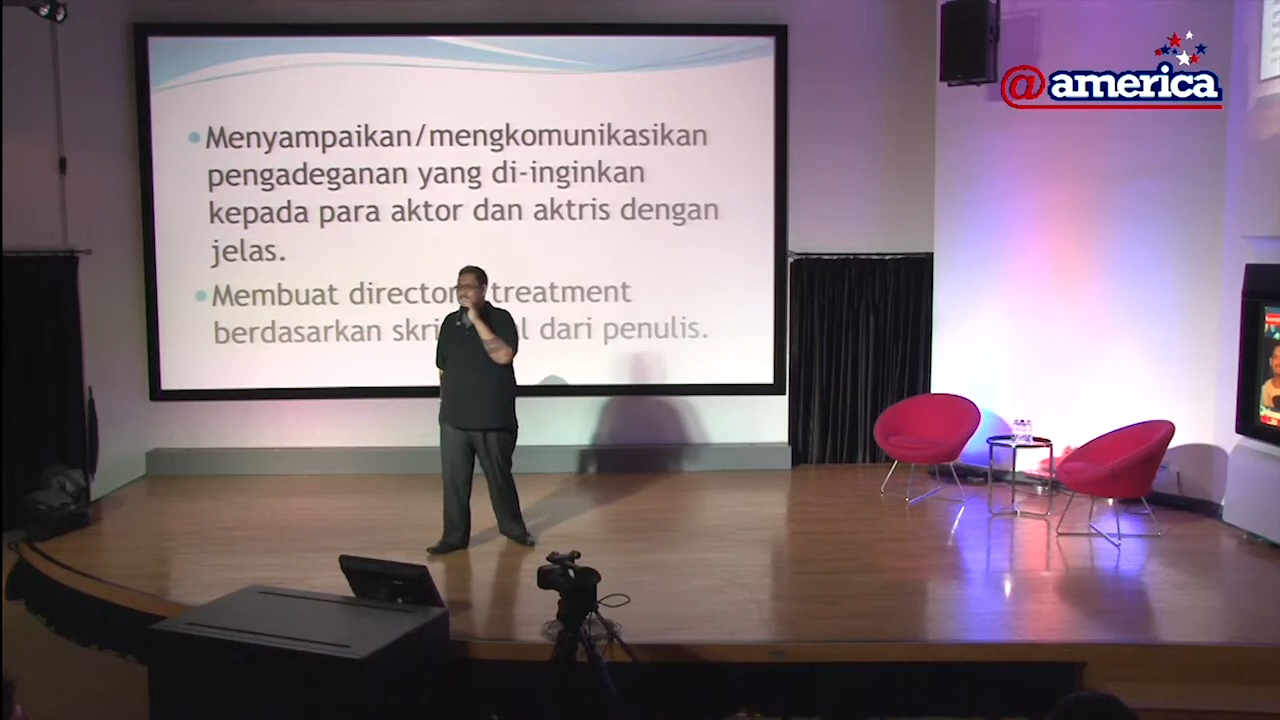 @america
Menyampaikan/mengkomunikasikan
pengadeganan yang di-inginkan
kepada para aktor dan aktris dengan
jelas.
Membuat director treatment
berdasarkan dari penulis.